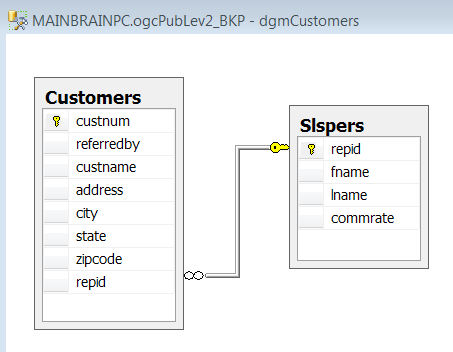 MAINBRAINPC.ogcPubLev2_BKP - dgmCustomers
Customers
custnum
referredby
custname
address
city
state
zipcode
repid
Slspers
repid
fname
lname
commrate